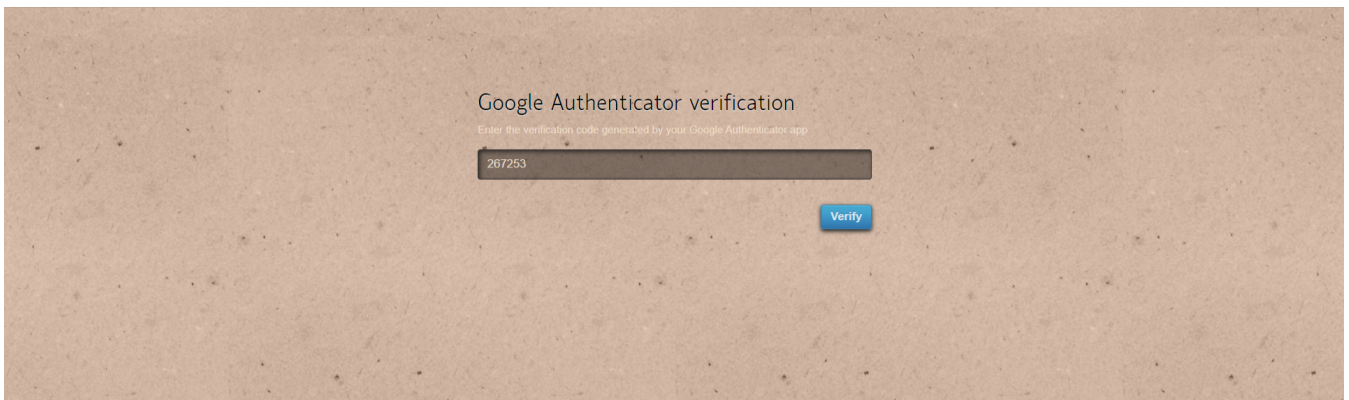 Google Authenticator verification
Enter the verification code generated by your Google Authenticator app
267253
Verify